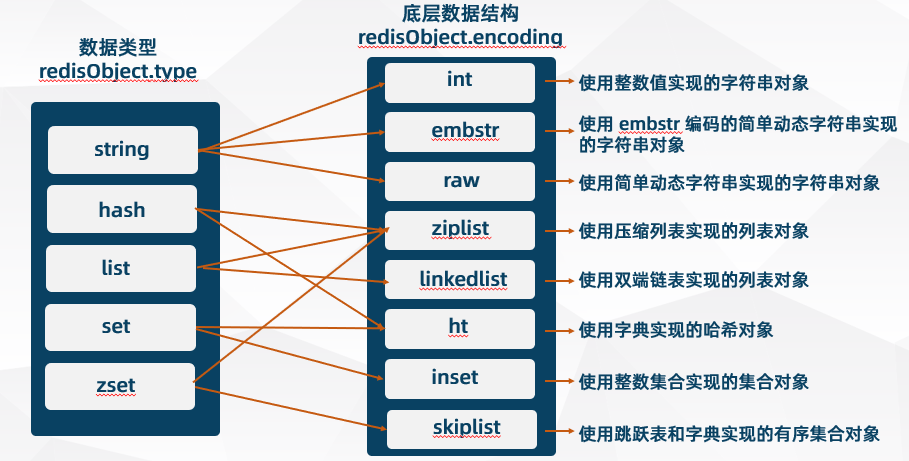 数据类型
redisObject.type
string
hash
list
set
zset
底层数据结构
redisObject.encoding
int
embstr
raw
ziplist
linkedlist
ht
inset
skiplist
使用整数值实现的字符串对象
使用 embstr 编码的简单动态字符串实现
的字符串对象
使用简单动态字符串实现的字符串对象
使用压缩列表实现的列表对象
使用双端链表实现的列表对象
使用字典实现的哈希对象
使用整数集合实现的集合对象
使用跳跃表和字典实现的有序集合对象